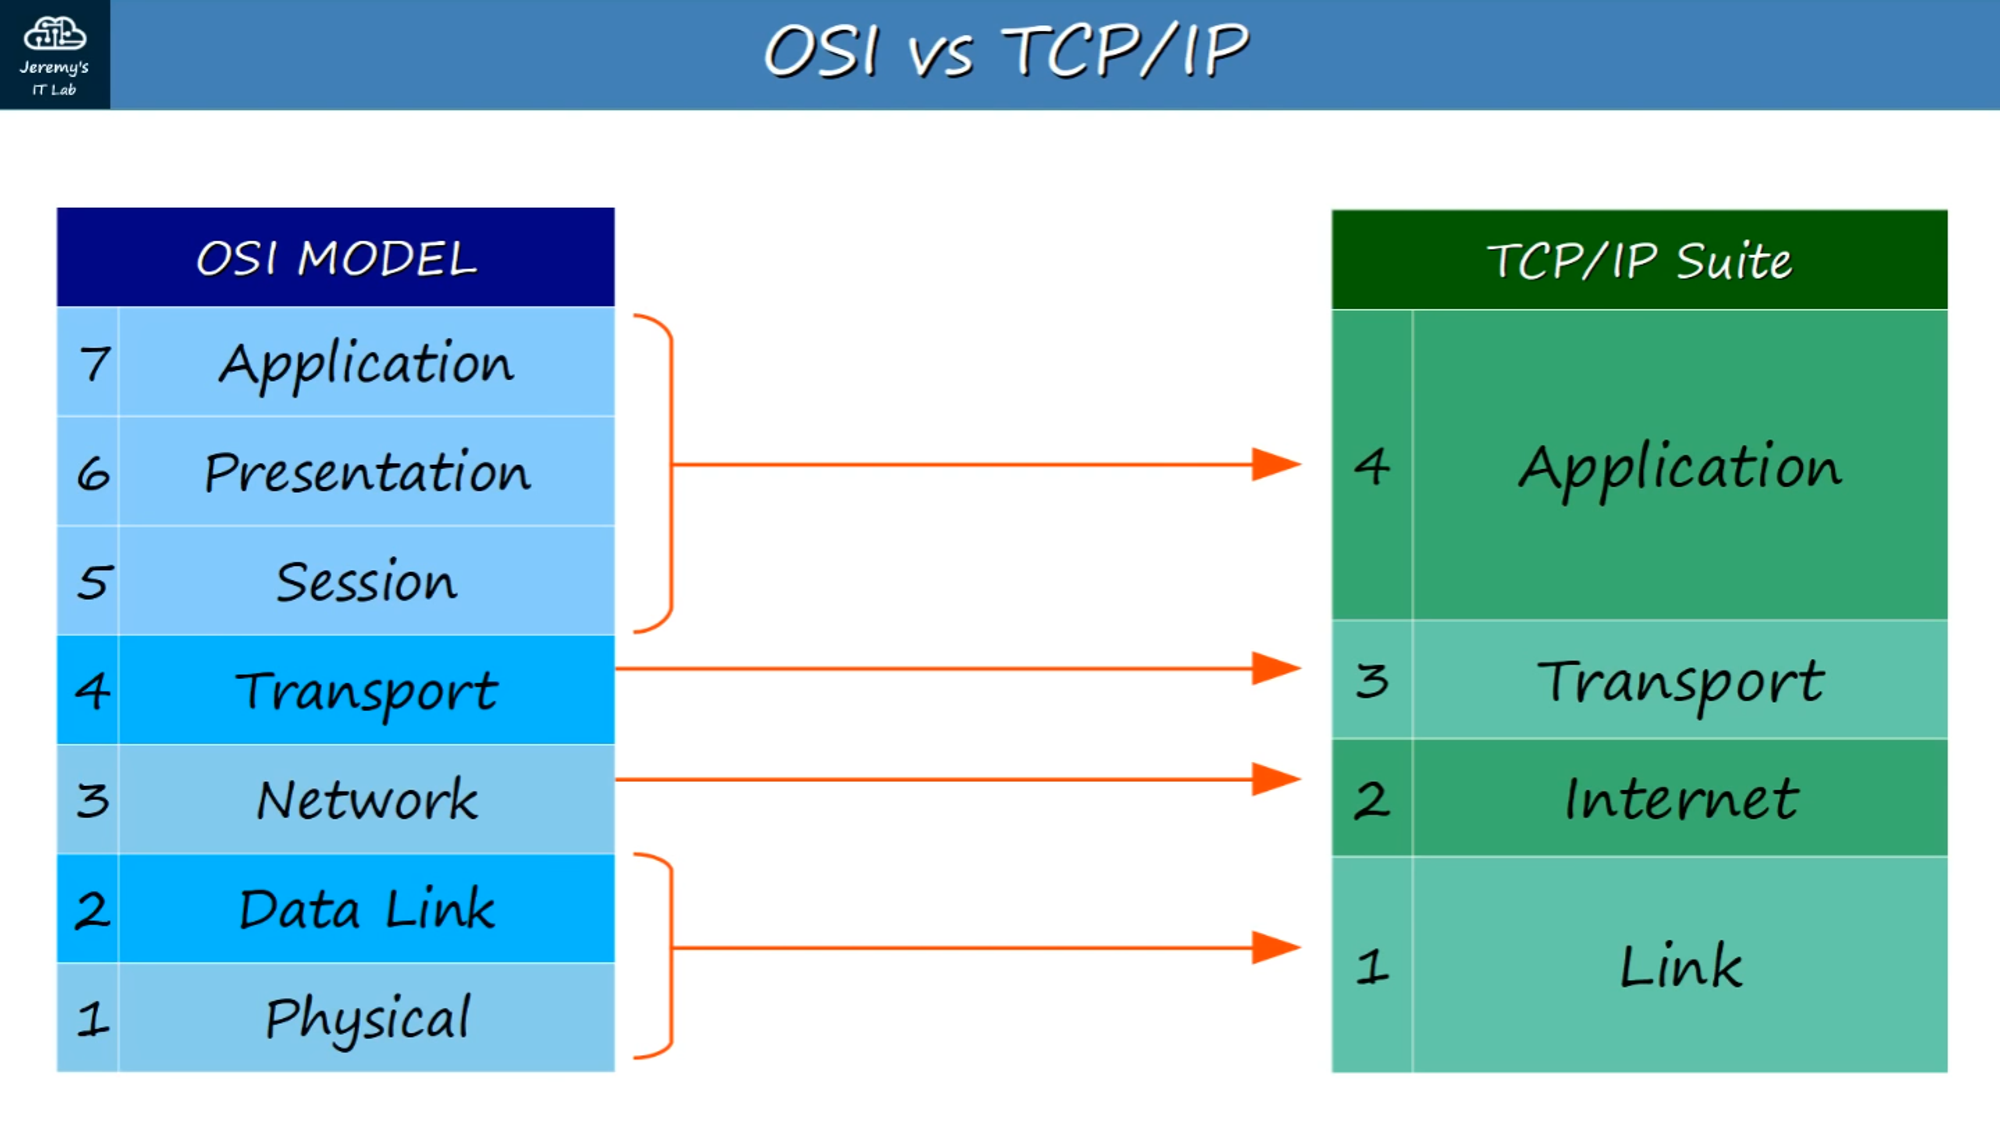 Jeremy's
IT Lab
OSI vs TCP/IP
OSI MODEL
7 Application
6 Presentation
5 Session
4 Transport
3 Network
2 Data Link
1 Physical
TCP/IP Suite
4 Application
3 Transport
2 Internet
1 Link